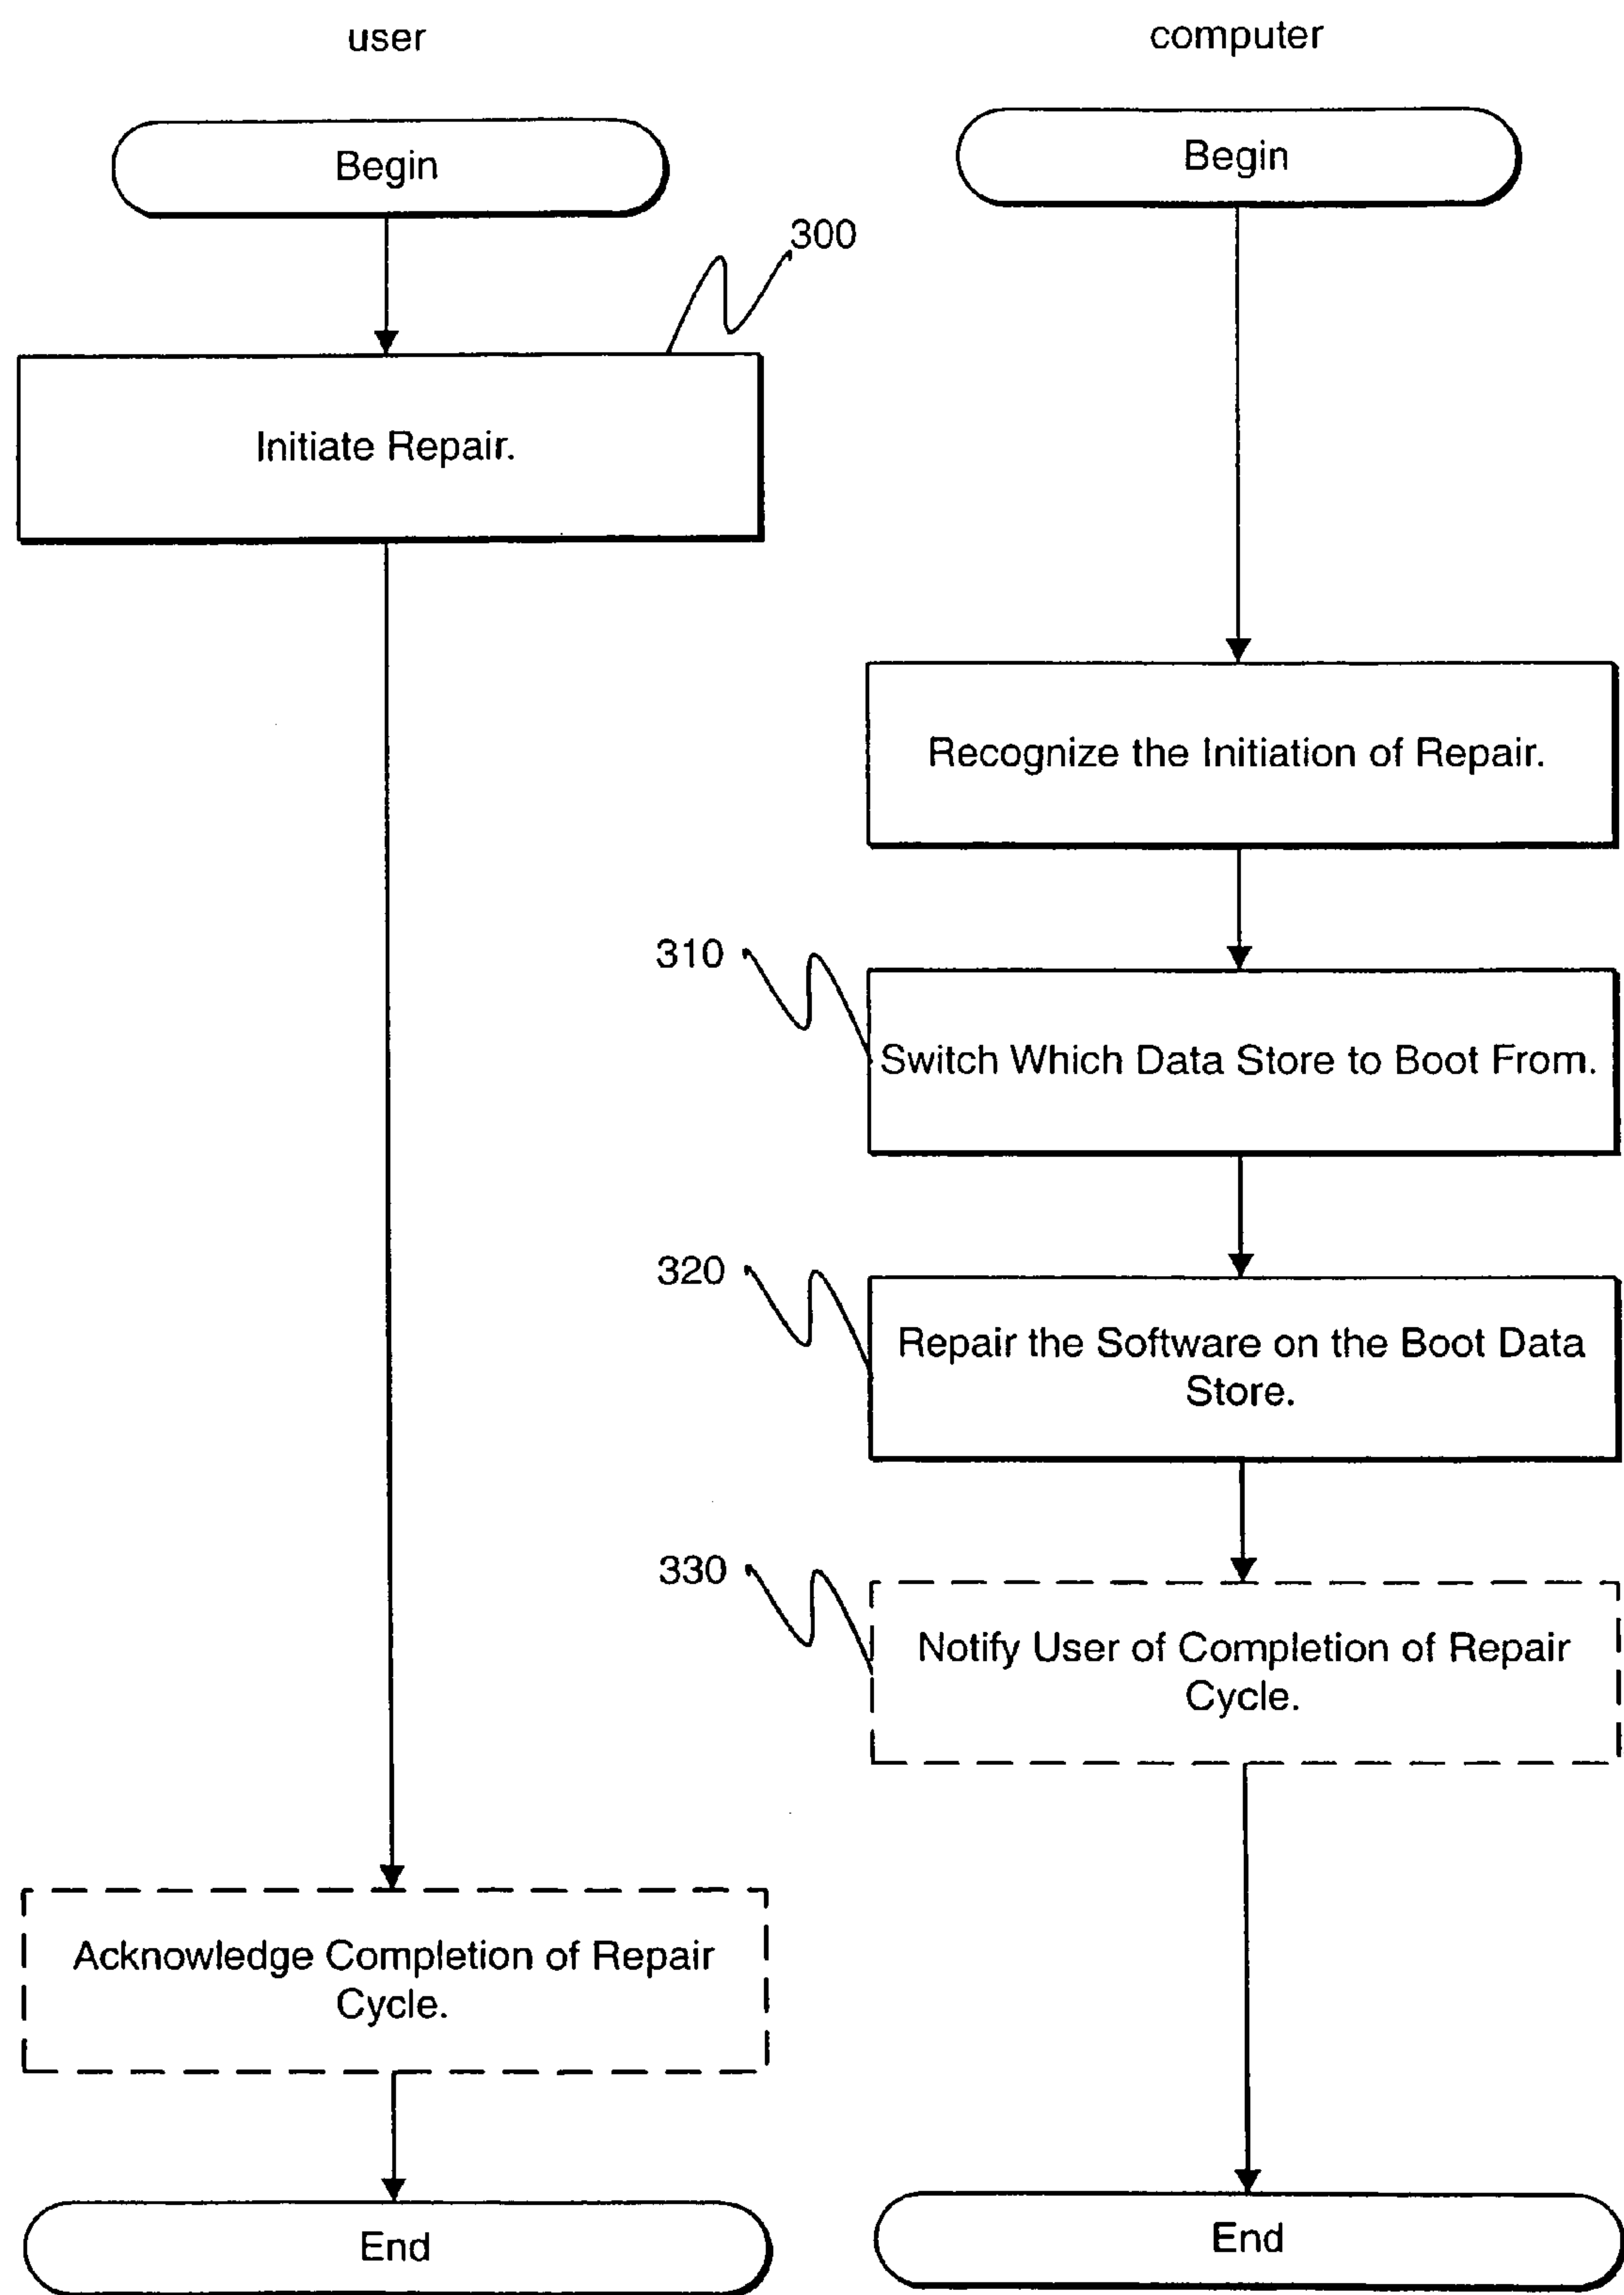 user
computer
Begin
Begin
300
Initiate Repair.
Recognize the Initiation of Repair.
310
Switch Which Data Store to Boot From.
320
Repair the Software on the Boot Data
Store.
330
Notify User of Completion of Repair
Cycle.
Acknowledge Completion of Repair
Cycle.
End
End